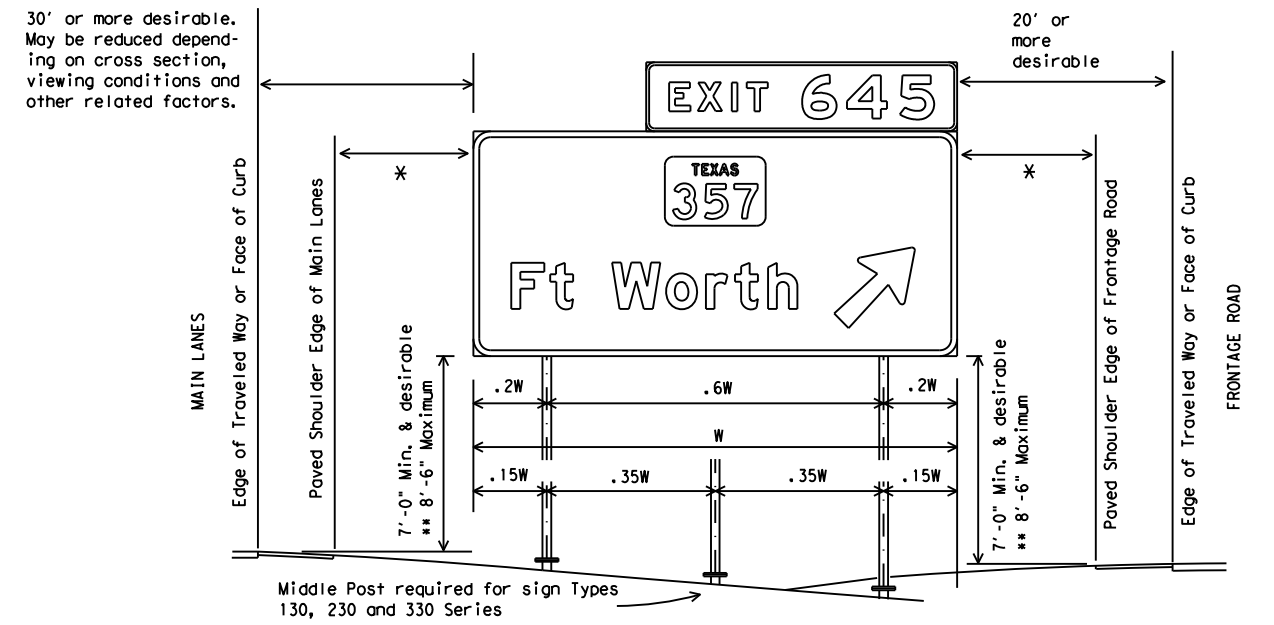 30' or more desirable.
May be reduced depend-
ing on cross section,
viewing conditions and
other related factors.
20' or
more
desirable
EXIT 645
TEXAS
357
Ft Worth
*
*
MAIN LANES
Edge of Traveled Way or Face of Curb
Paved Shoulder Edge of Main Lanes
7'-0" Min. & desirable
** 8'-6" Maximum
.2W
.6W
.2W
W
.15W
.35W
.35W
.15W
7'-0" Min. & desirable
** 8'-6" Maximum
Paved Shoulder Edge of Frontage Road
Edge of Traveled Way or Face of Curb
FRONTAGE ROAD
Middle Post required for sign Types
130, 230 and 330 Series